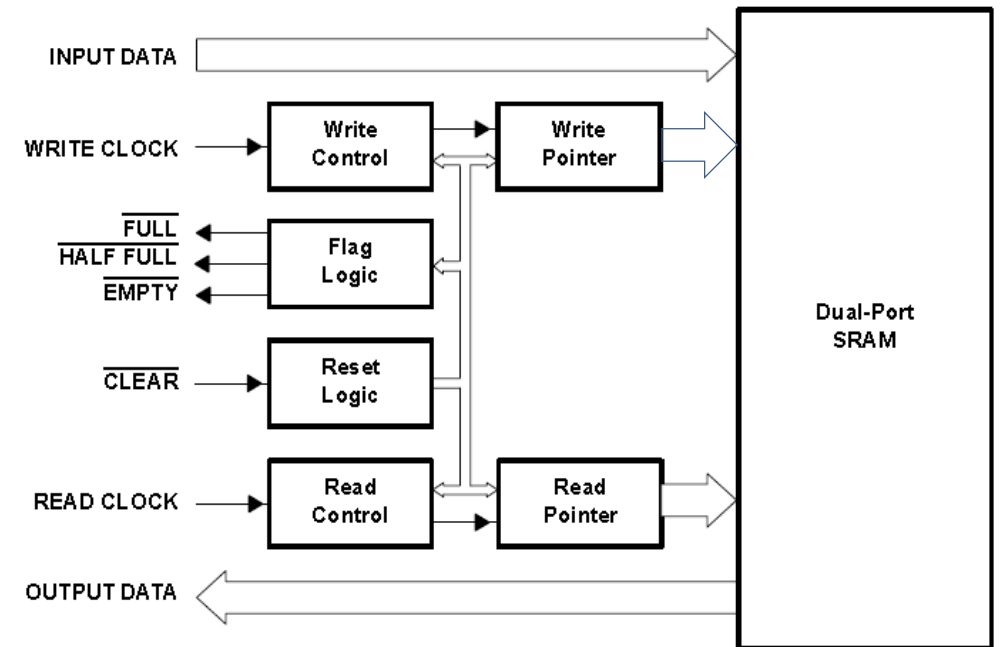 INPUT DATA
WRITE CLOCK
Write
Control
Write
Pointer
FULL
HALF FULL
EMPTY
Flag
Logic
Dual-Port
SRAM
CLEAR
Reset
Logic
READ CLOCK
Read
Control
Read
Pointer
OUTPUT DATA